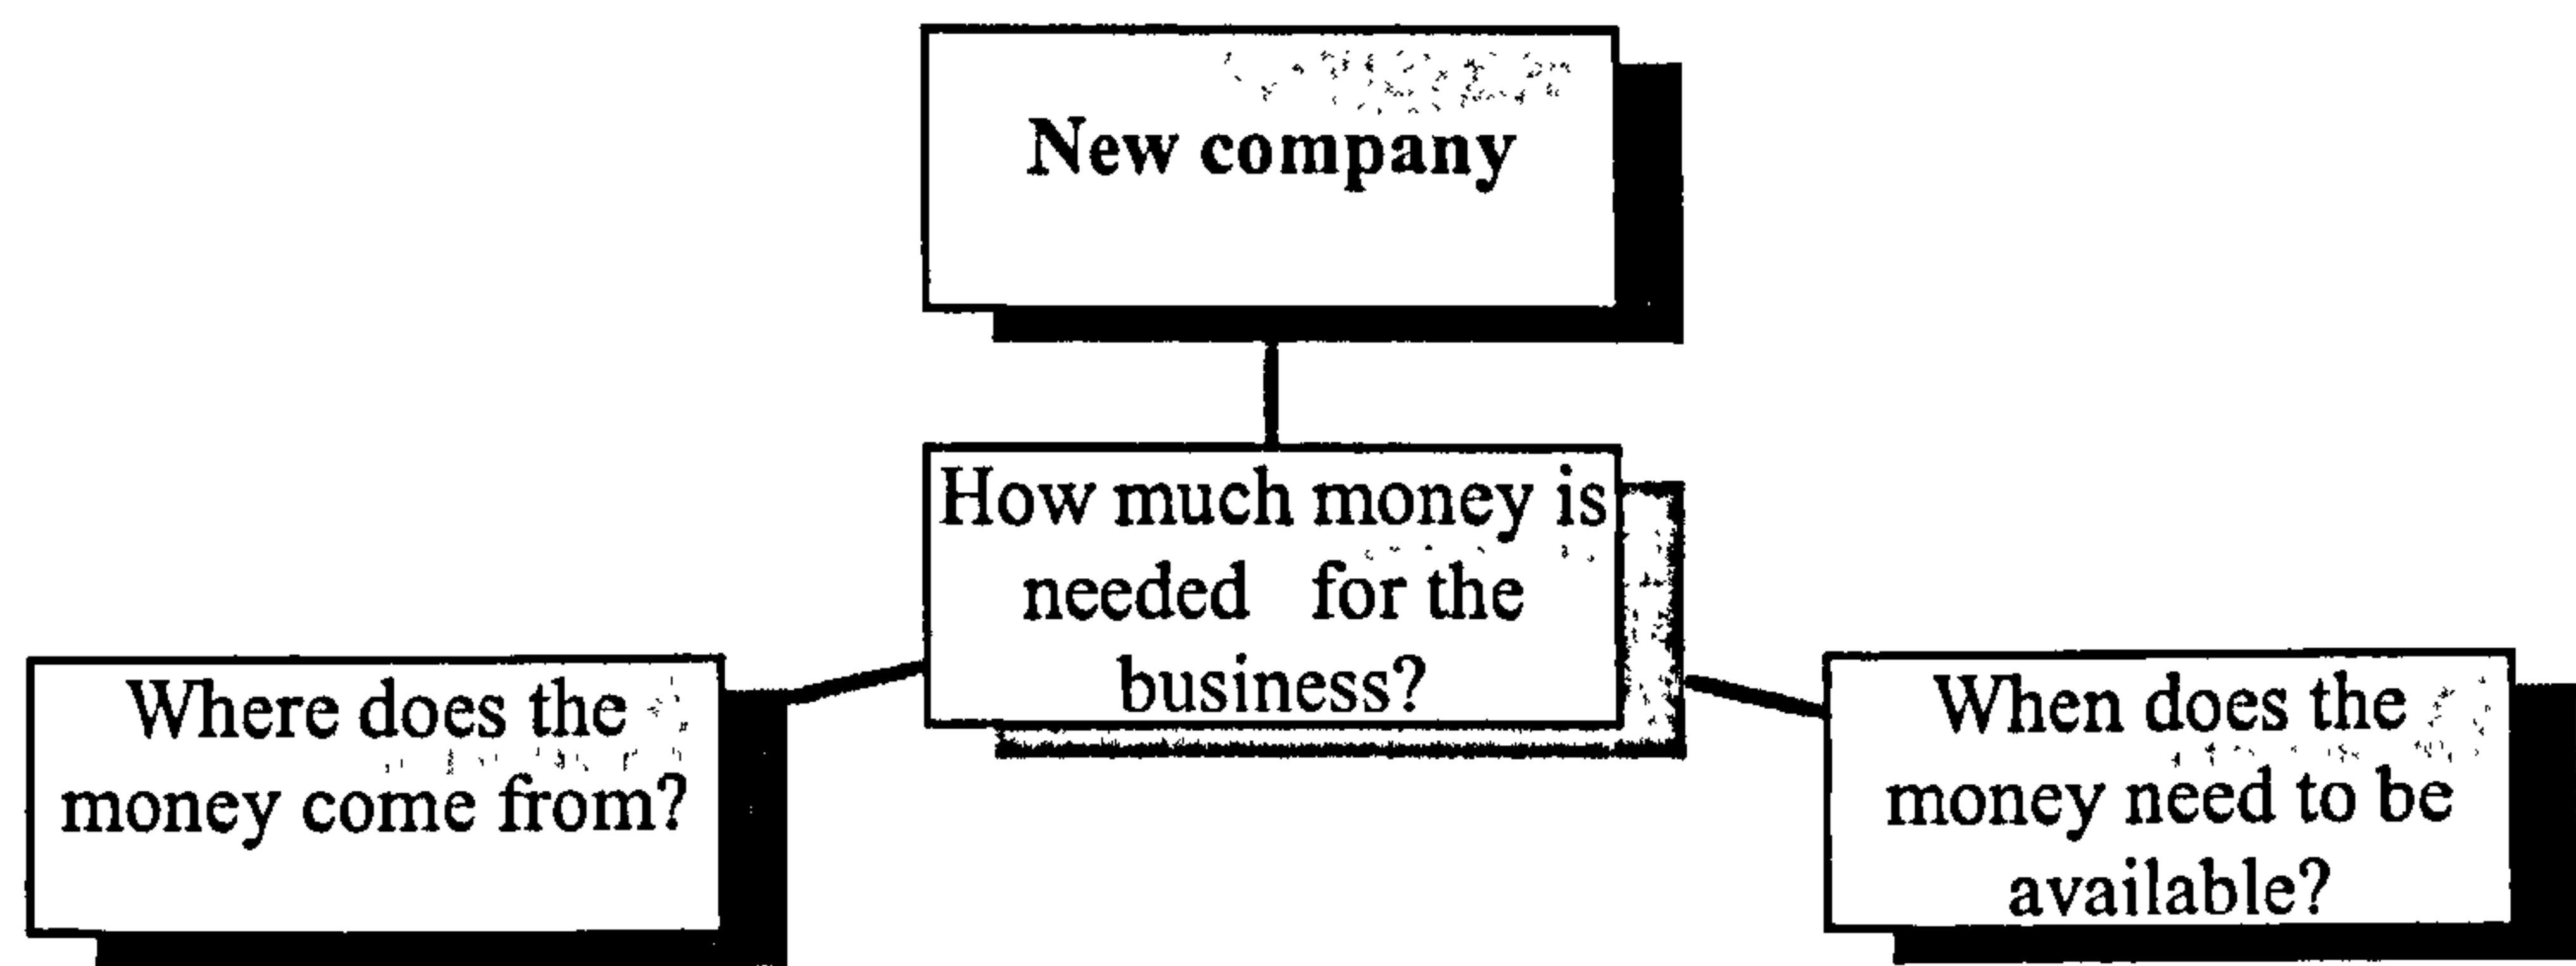 New company
How much money is
needed for the
business?
Where does the
money come from?
When does the
money need to be
available?